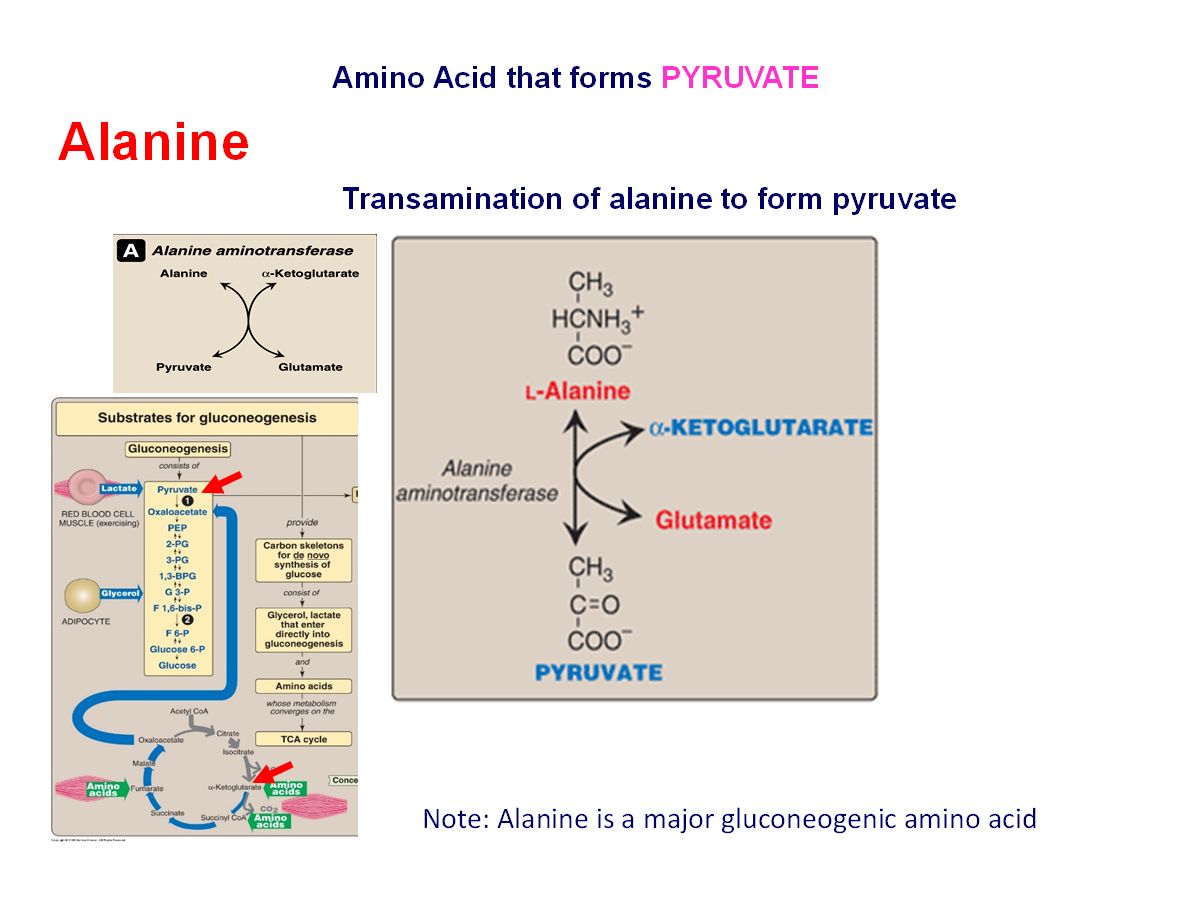 Amino Acid that forms PYRUVATE
Alanine
Transamination of alanine to form pyruvate
A Alanine aminotransferase
Alanine α-Ketoglutarate
Pyruvate Glutamate
Substrates for gluconeogenesis
Gluconeogenesis
consists of
Lactate
RED BLOOD CELL
MUSCLE (exercising)
Pyruvate
1
Oxaloacetate
PEP
2-PG
3-PG
1,3-BPG
G 3-P
F 1,6-bis-P
2
F 6-P
Glucose 6-P
Glucose
Glycerol
ADIPOCYTE
provide
Carbon skeletons
for de novo
synthesis of
glucose
consist of
Glycerol, lactate
that enter
directly into
gluconeogenesis
and
Amino acids
whose metabolism
converges on the
TCA cycle
Acetyl CoA
Oxaloacetate
Citrate
Isocitrate
Malate
Amino
acids
Fumarate
α-Ketoglutarate
Amino
acids
Conce
Succinate
Succinyl CoA
CO2
Amino
acids
CH3
HCNH3+
COO−
L-Alanine
α-KETOGLUTARATE
Alanine
aminotransferase
Glutamate
CH3
C=O
COO−
PYRUVATE
Note: Alanine is a major gluconeogenic amino acid